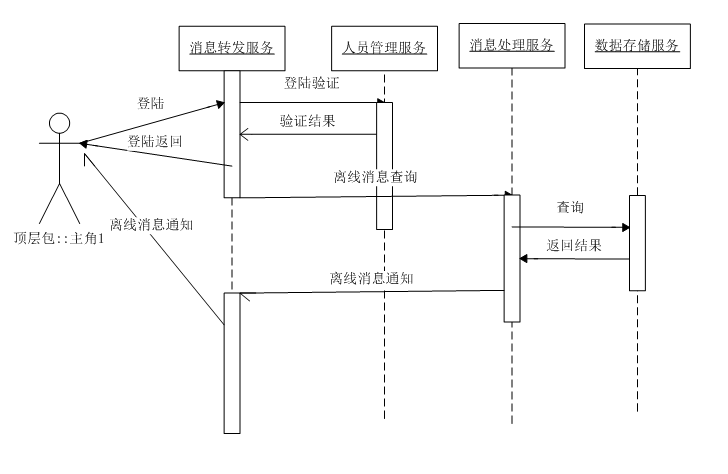 消息转发服务
人员管理服务
消息处理服务
数据存储服务
登陆验证
登陆
验证结果
登陆返回
离线消息查询
查询
离线消息通知
顶层包::主角1
返回结果
离线消息通知